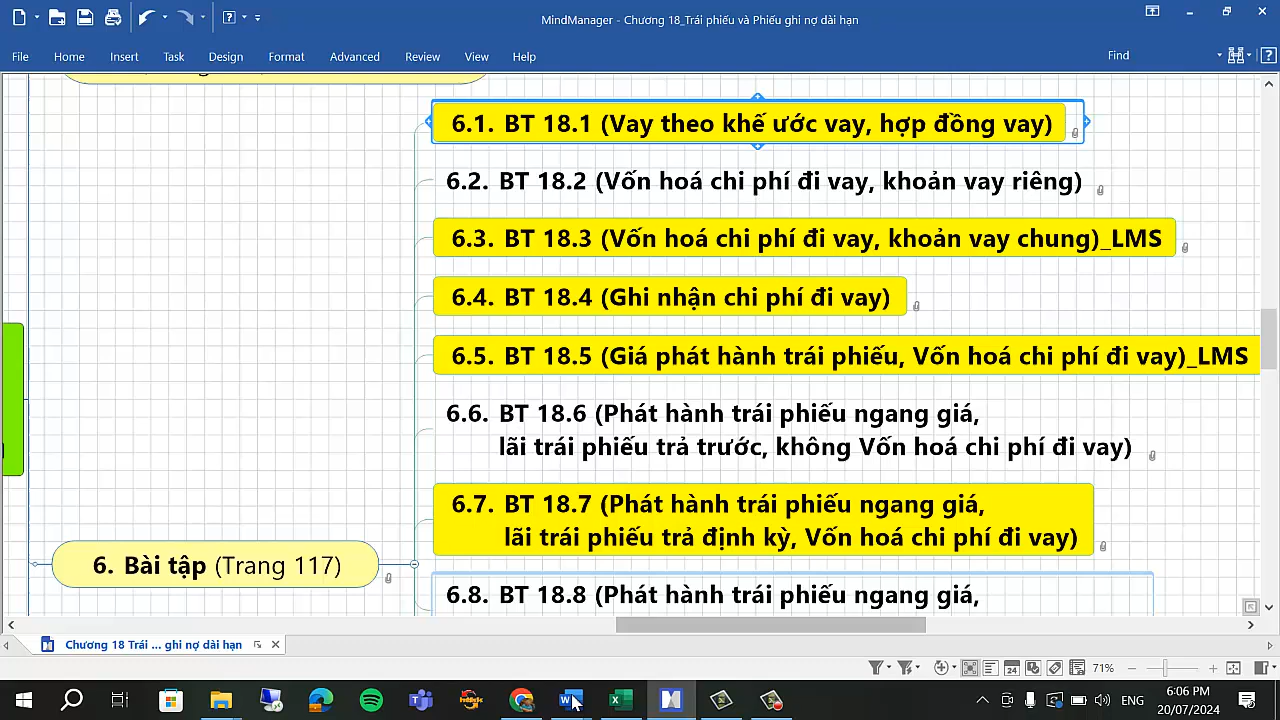 MindManager - Chương 18_Trái phiếu và Phiếu ghi nợ dài hạn
File Home Insert Task Design Format Advanced Review View Help Find
6.1. BT 18.1 (Vay theo khế ước vay, hợp đồng vay)
6.2. BT 18.2 (Vốn hoá chi phí đi vay, khoản vay riêng)
6.3. BT 18.3 (Vốn hoá chi phí đi vay, khoản vay chung)_LMS
6.4. BT 18.4 (Ghi nhận chi phí đi vay)
6.5. BT 18.5 (Giá phát hành trái phiếu, Vốn hoá chi phí đi vay)_LMS
6.6. BT 18.6 (Phát hành trái phiếu ngang giá,
lãi trái phiếu trả trước, không Vốn hoá chi phí đi vay)
6.7. BT 18.7 (Phát hành trái phiếu ngang giá,
lãi trái phiếu trả định kỳ, Vốn hoá chi phí đi vay)
6. Bài tập (Trang 117)
6.8. BT 18.8 (Phát hành trái phiếu ngang giá,
Chương 18 Trái ... ghi nợ dài hạn
71%
ENG
20/07/2024